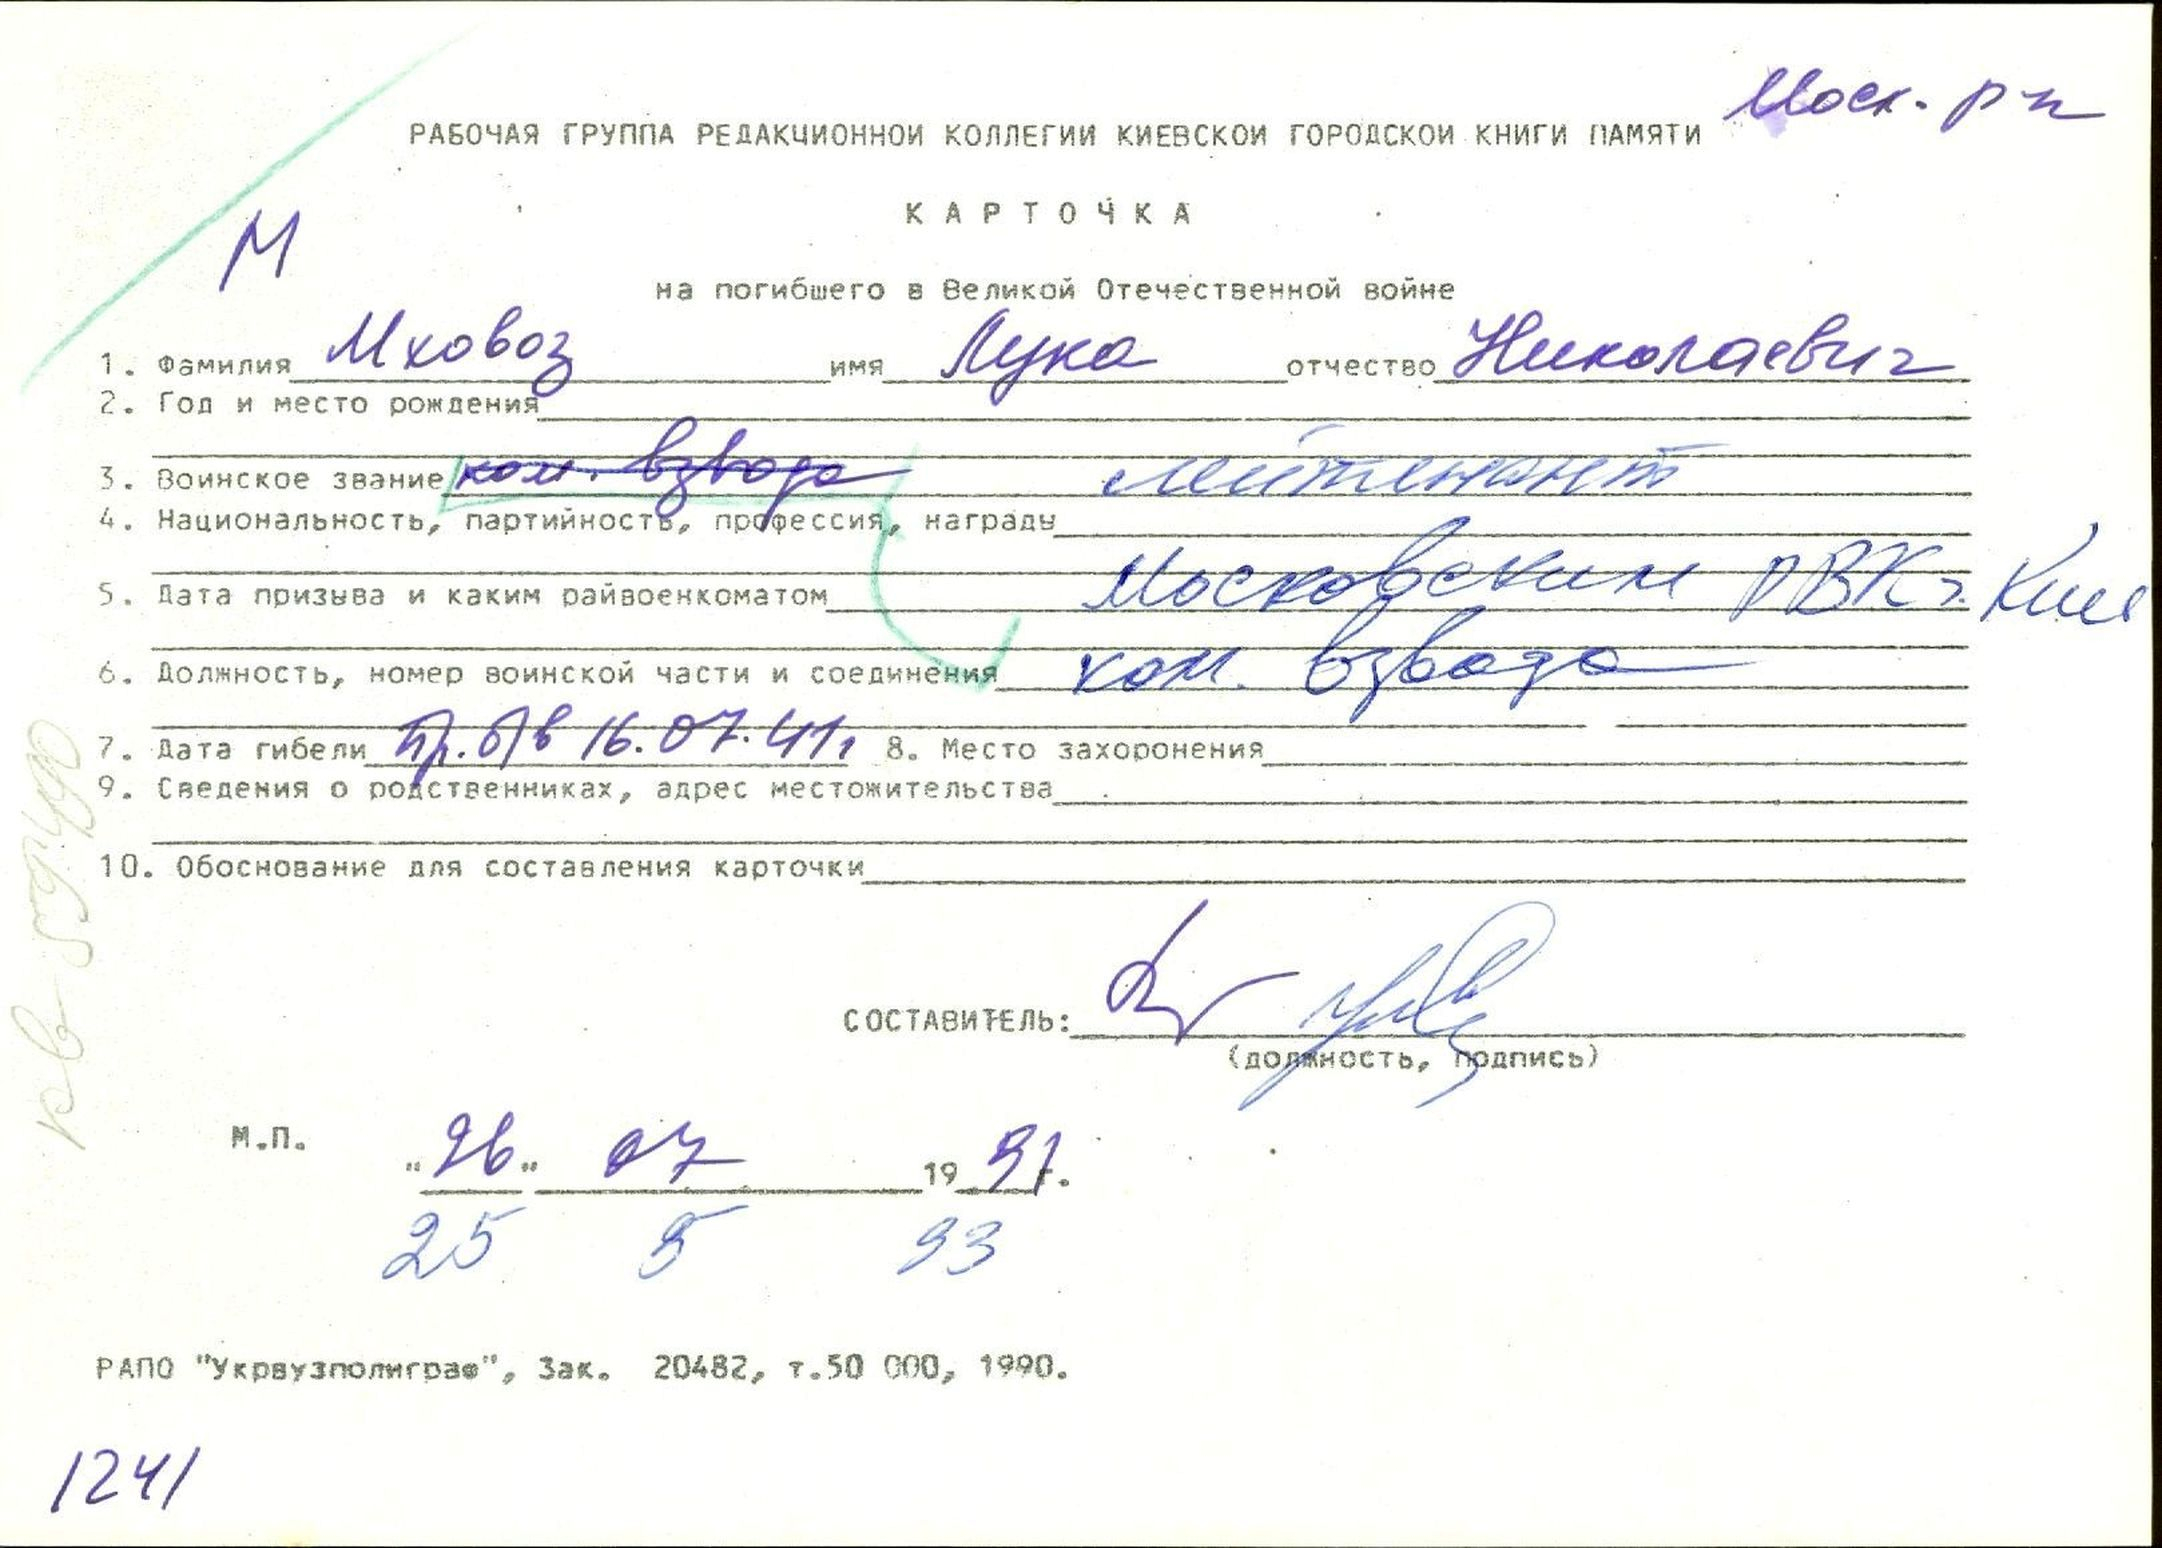 Моск. р-н
РАБОЧАЯ ГРУППА РЕДАКЦИОННОЙ КОЛЛЕГИИ КИЕВСКОЙ ГОРОДСКОЙ КНИГИ ПАМЯТИ
К А Р Т О Ч К А
М
на погибшего в Великой Отечественной войне
1. Фамилия Мховоз имя Лука отчество Николаевич
2. Год и место рождения
3. Воинское звание ком. взвода лейтенант
4. Национальность, партийность, профессия, награды
5. Дата призыва и каким райвоенкоматом Московским РВК г. Киев
6. Должность, номер воинской части и соединения ком. взвода
7. Дата гибели Пр. б/в 16.07.41г 8. Место захоронения
9. Сведения о родственниках, адрес местожительства
10. Обоснование для составления карточки
СОСТАВИТЕЛЬ:
(должность, подпись)
М.П. "26" 07 1991г.
25 5 93
РАПО "Укрвузполиграф", Зак. 20482, т.50 000, 1990.
1241